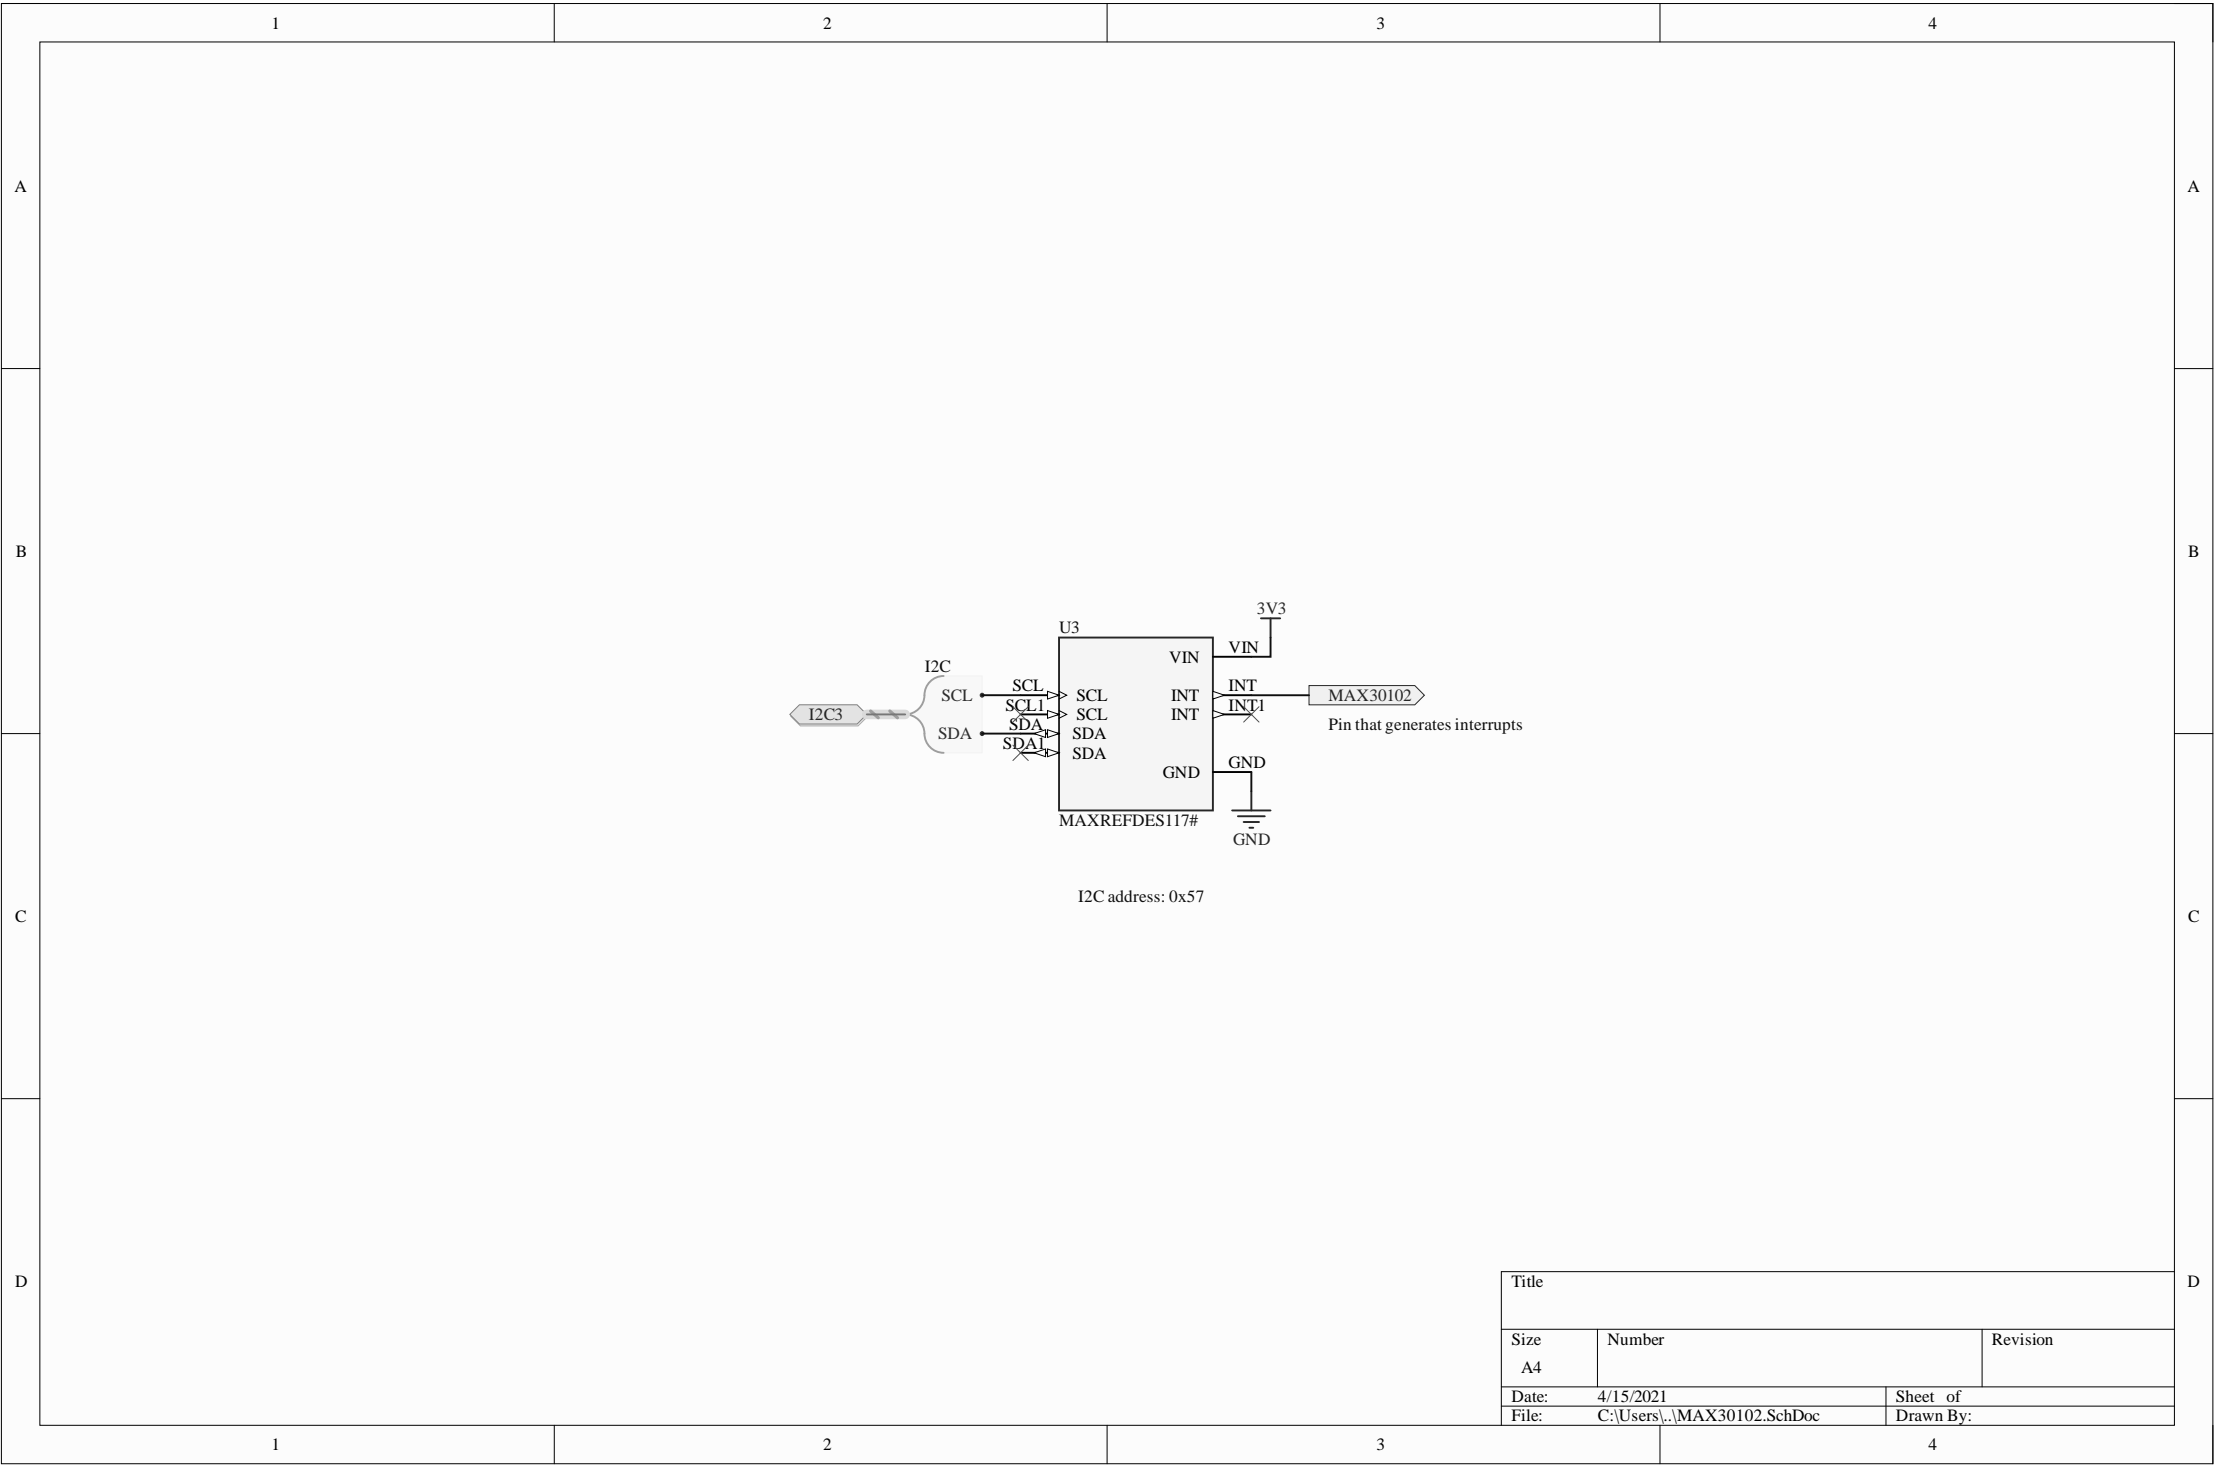 1 2 3 4
A A
B B
3V3
U3
VIN VIN
I2C
SCL SCL SCL INT INT MAX30102
I2C3 SCL1 SCL INT INT1
Pin that generates interrupts
SDA SDA SDA
SDA1 SDA
GND GND
MAXREFDES117#
GND
I2C address: 0x57
C C
D D
Title
Size Number Revision
A4
Date: 4/15/2021 Sheet of
File: C:\Users\..\MAX30102.SchDoc Drawn By:
1 2 3 4